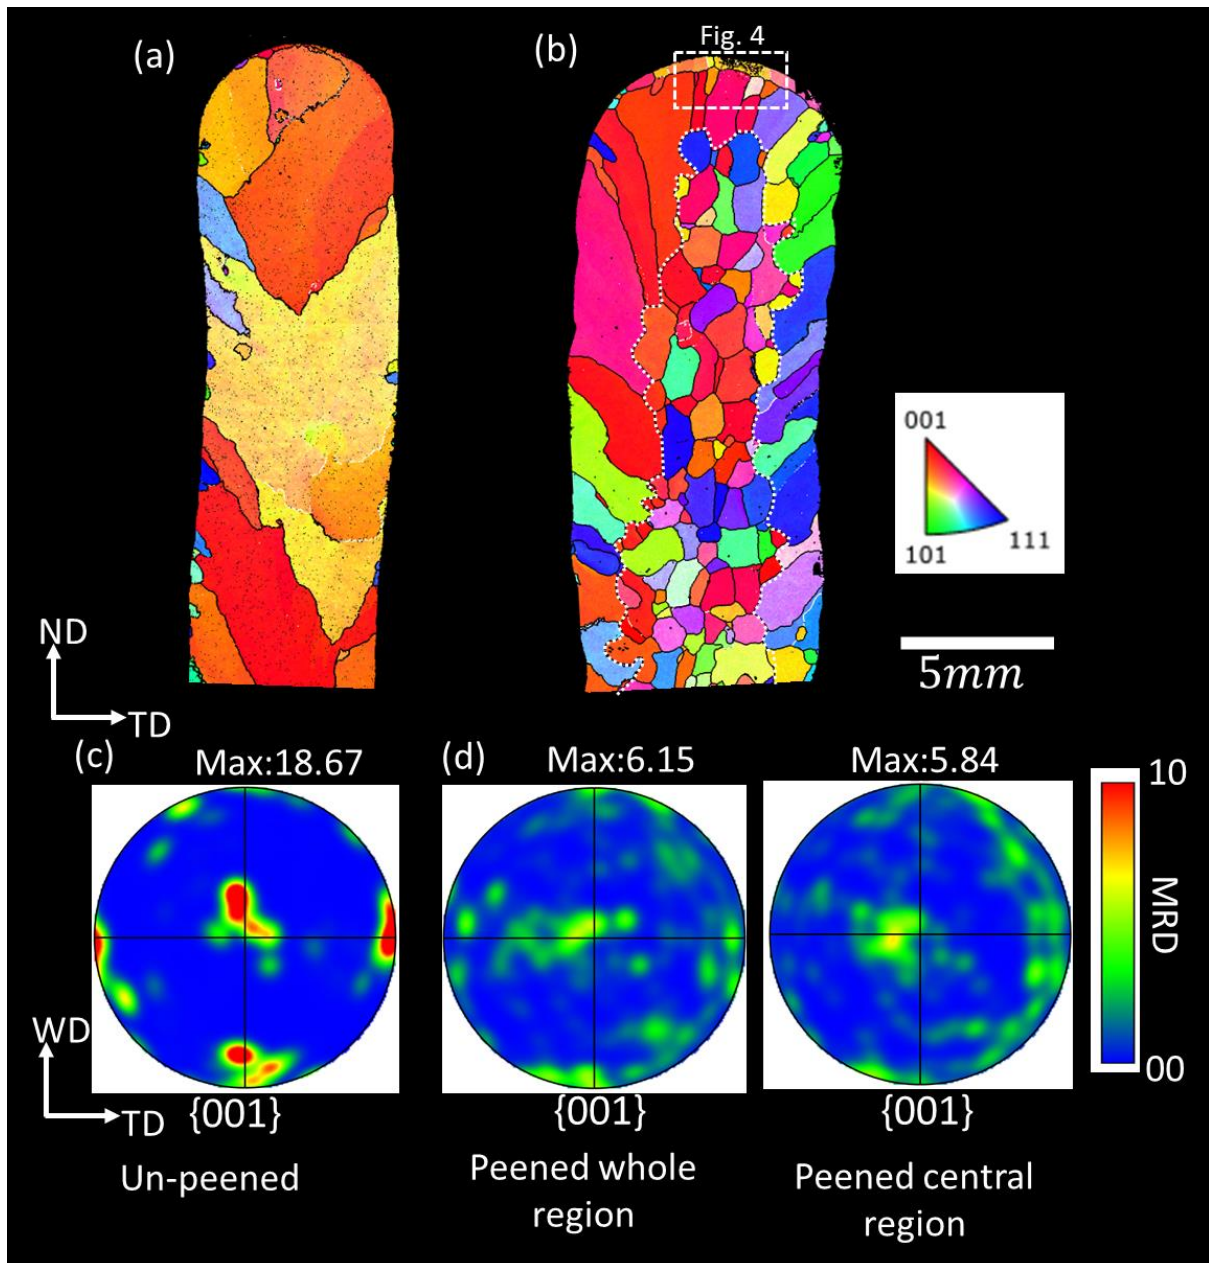 (a)
(b)
Fig. 4
001
101
111
5mm
ND
TD
(c)
Max:18.67
(d)
Max:6.15
Max:5.84
10
MRD
00
WD
TD
{001}
{001}
{001}
Un-peened
Peened whole
region
Peened central
region